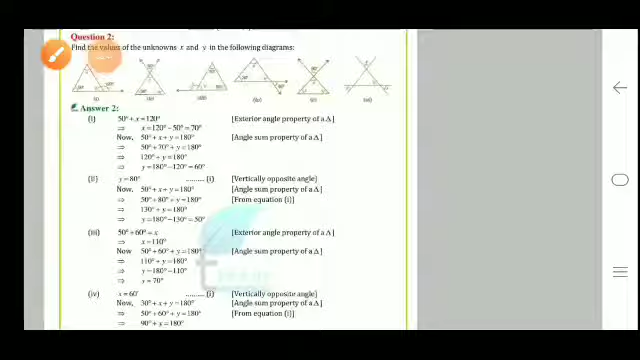 Question 2:
Find the values of the unknowns x and y in the following diagrams:
Answer 2:
(i) 50° + x = 120° [Exterior angle property of a Δ]
⇒ x = 120° − 50° = 70°
Now, 50° + x + y = 180° [Angle sum property of a Δ]
⇒ 50° + 70° + y = 180°
⇒ 120° + y = 180°
⇒ y = 180° − 120° = 60°
(ii) y = 80° ..........(i) [Vertically opposite angle]
Now, 50° + x + y = 180° [Angle sum property of a Δ]
⇒ 50° + 80° + y = 180° [From equation (i)]
⇒ 130° + y = 180°
⇒ y = 180° − 130° = 50°
(iii) 50° + 60° = x [Exterior angle property of a Δ]
⇒ x = 110°
Now 50° + 60° + y = 180° [Angle sum property of a Δ]
⇒ 110° + y = 180°
⇒ y = 180° − 110°
⇒ y = 70°
(iv) x = 60° ..........(i) [Vertically opposite angle]
Now, 30° + x + y = 180° [Angle sum property of a Δ]
⇒ 50° + 60° + y = 180° [From equation (i)]
⇒ 90° + x = 180°